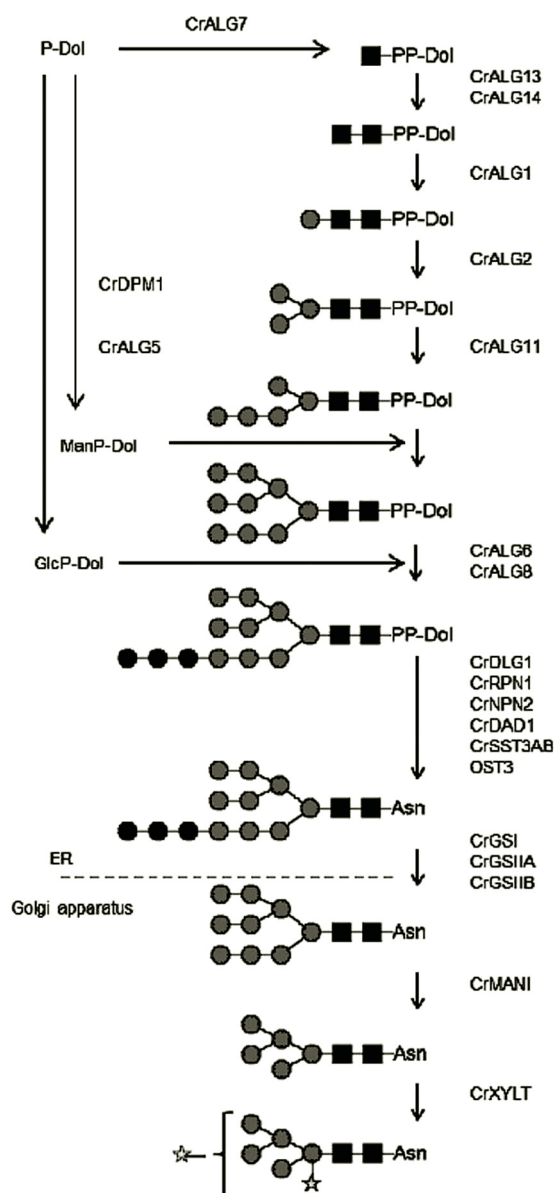 CrALG7
P-Dol
PP-Dol
CrALG13
CrALG14
PP-Dol
CrALG1
PP-Dol
CrALG2
CrDPM1
PP-Dol
CrALG5
CrALG11
PP-Dol
ManP-Dol
PP-Dol
CrALG6
GlcP-Dol
CrALG8
PP-Dol
CrDLG1
CrRPN1
CrNPN2
CrDAD1
CrSST3AB
OST3
Asn
CrGSI
ER
CrGSIIA
CrGSIIB
Golgi apparatus
Asn
CrMANI
Asn
CrXYLT
Asn